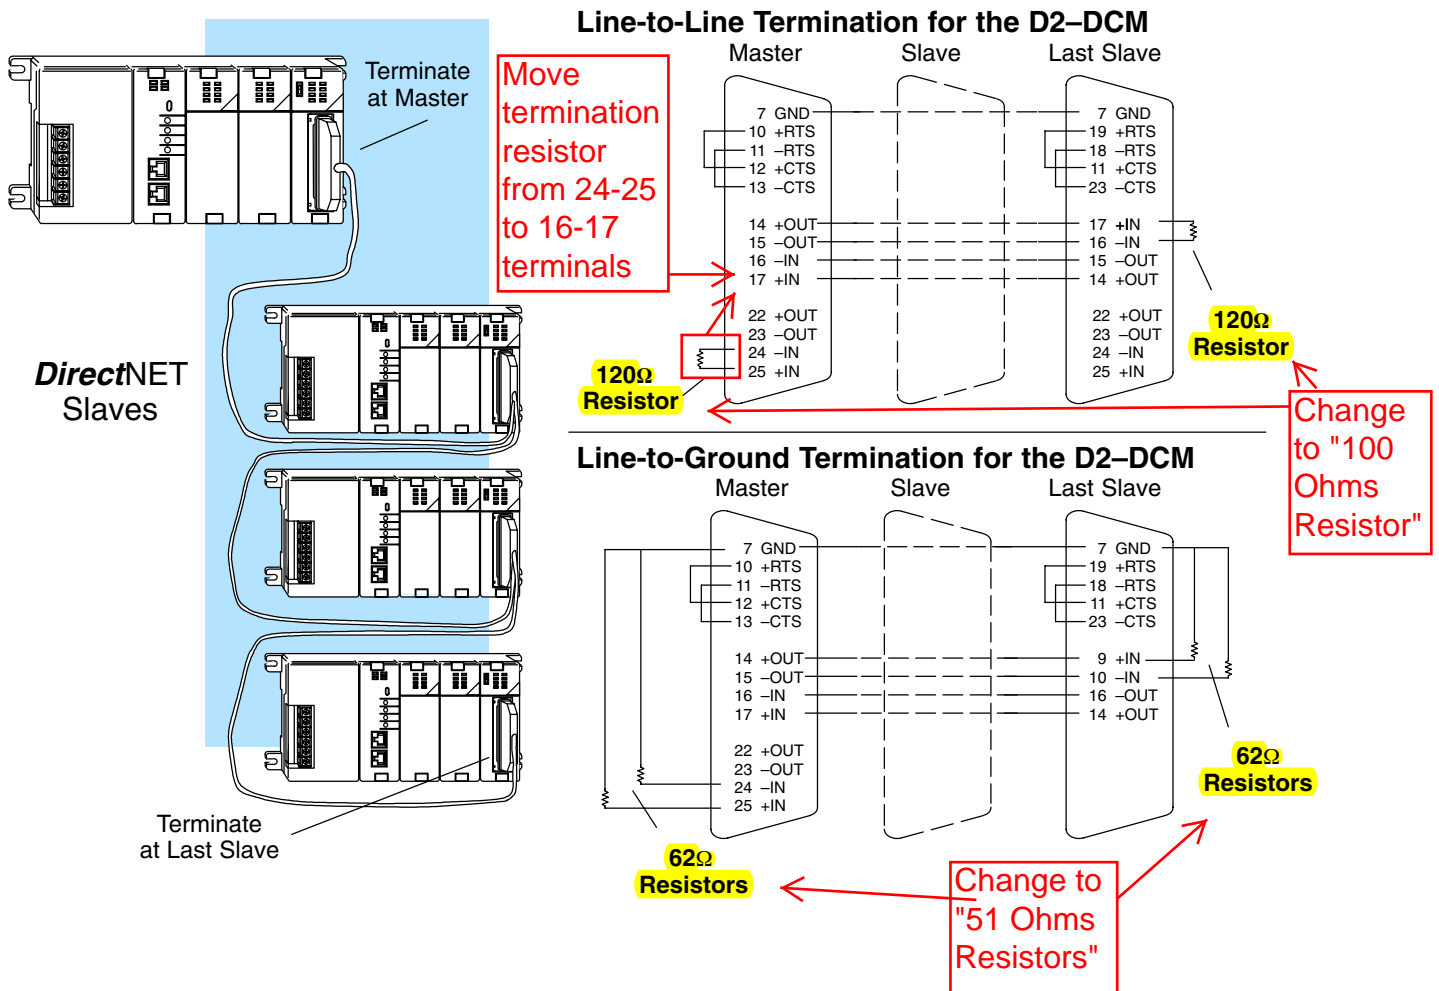 Line-to-Line Termination for the D2–DCM
Master
Slave
Last Slave
Terminate
at Master
Move
termination
resistor
from 24-25
to 16-17
terminals
7 GND
10 +RTS
11 –RTS
12 +CTS
13 –CTS
14 +OUT
15 –OUT
16 –IN
17 +IN
22 +OUT
23 –OUT
24 –IN
25 +IN
7 GND
19 +RTS
18 –RTS
11 +CTS
23 –CTS
17 +IN
16 –IN
15 –OUT
14 +OUT
22 +OUT
23 –OUT
24 –IN
25 +IN
120Ω
Resistor
120Ω
Resistor
Change
to "100
Ohms
Resistor"
DirectNET
Slaves
Line-to-Ground Termination for the D2–DCM
Master
Slave
Last Slave
7 GND
10 +RTS
11 –RTS
12 +CTS
13 –CTS
14 +OUT
15 –OUT
16 –IN
17 +IN
22 +OUT
23 –OUT
24 –IN
25 +IN
7 GND
19 +RTS
18 –RTS
11 +CTS
23 –CTS
9 +IN
10 –IN
16 –OUT
14 +OUT
62Ω
Resistors
62Ω
Resistors
Change to
"51 Ohms
Resistors"
Terminate
at Last Slave